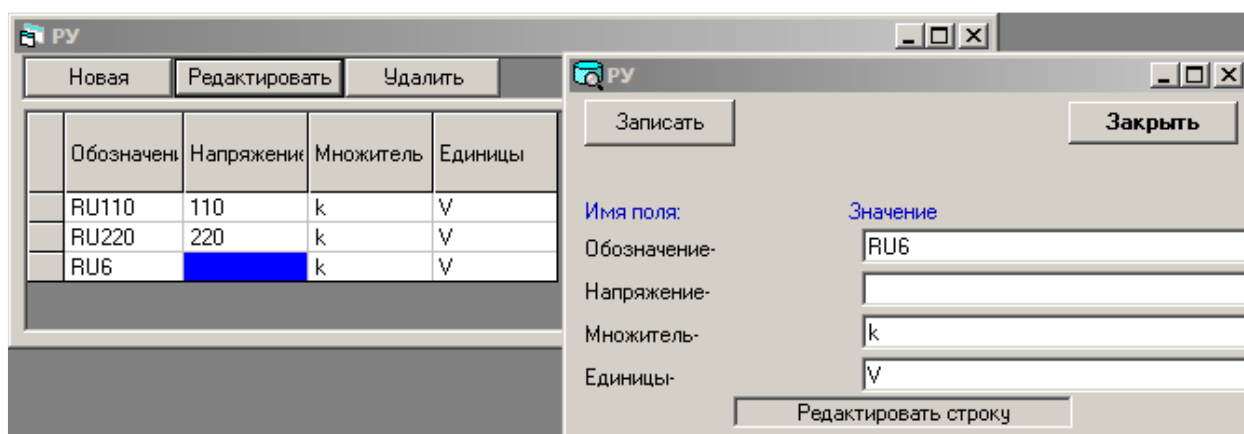 РУ
Новая Редактировать Удалить
Обозначени Напряжение Множитель Единицы
RU110 110 k V
RU220 220 k V
RU6 k V
РУ
Записать Закрыть
Имя поля: Значение
Обозначение- RU6
Напряжение-
Множитель- k
Единицы- V
Редактировать строку